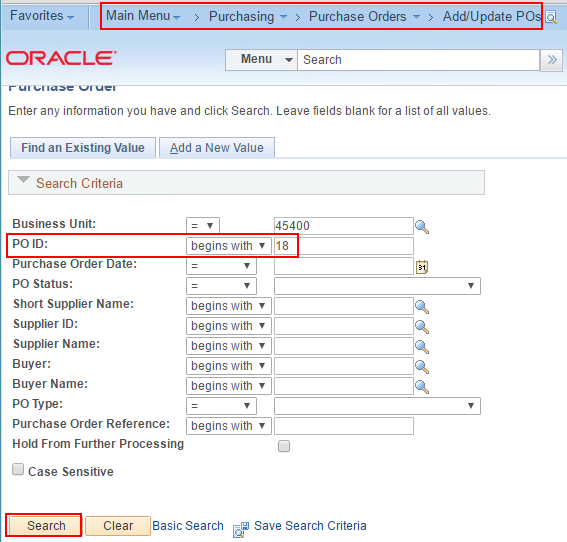 Favorites Main Menu Purchasing Purchase Orders Add/Update POs
ORACLE Menu Search
Purchase Order
Enter any information you have and click Search. Leave fields blank for a list of all values.
Find an Existing Value Add a New Value
Search Criteria
Business Unit: = 45400
PO ID: begins with 18
Purchase Order Date: = 31
PO Status: =
Short Supplier Name: begins with
Supplier ID: begins with
Supplier Name: begins with
Buyer: begins with
Buyer Name: begins with
PO Type: =
Purchase Order Reference: begins with
Hold From Further Processing
Case Sensitive
Search Clear Basic Search Save Search Criteria